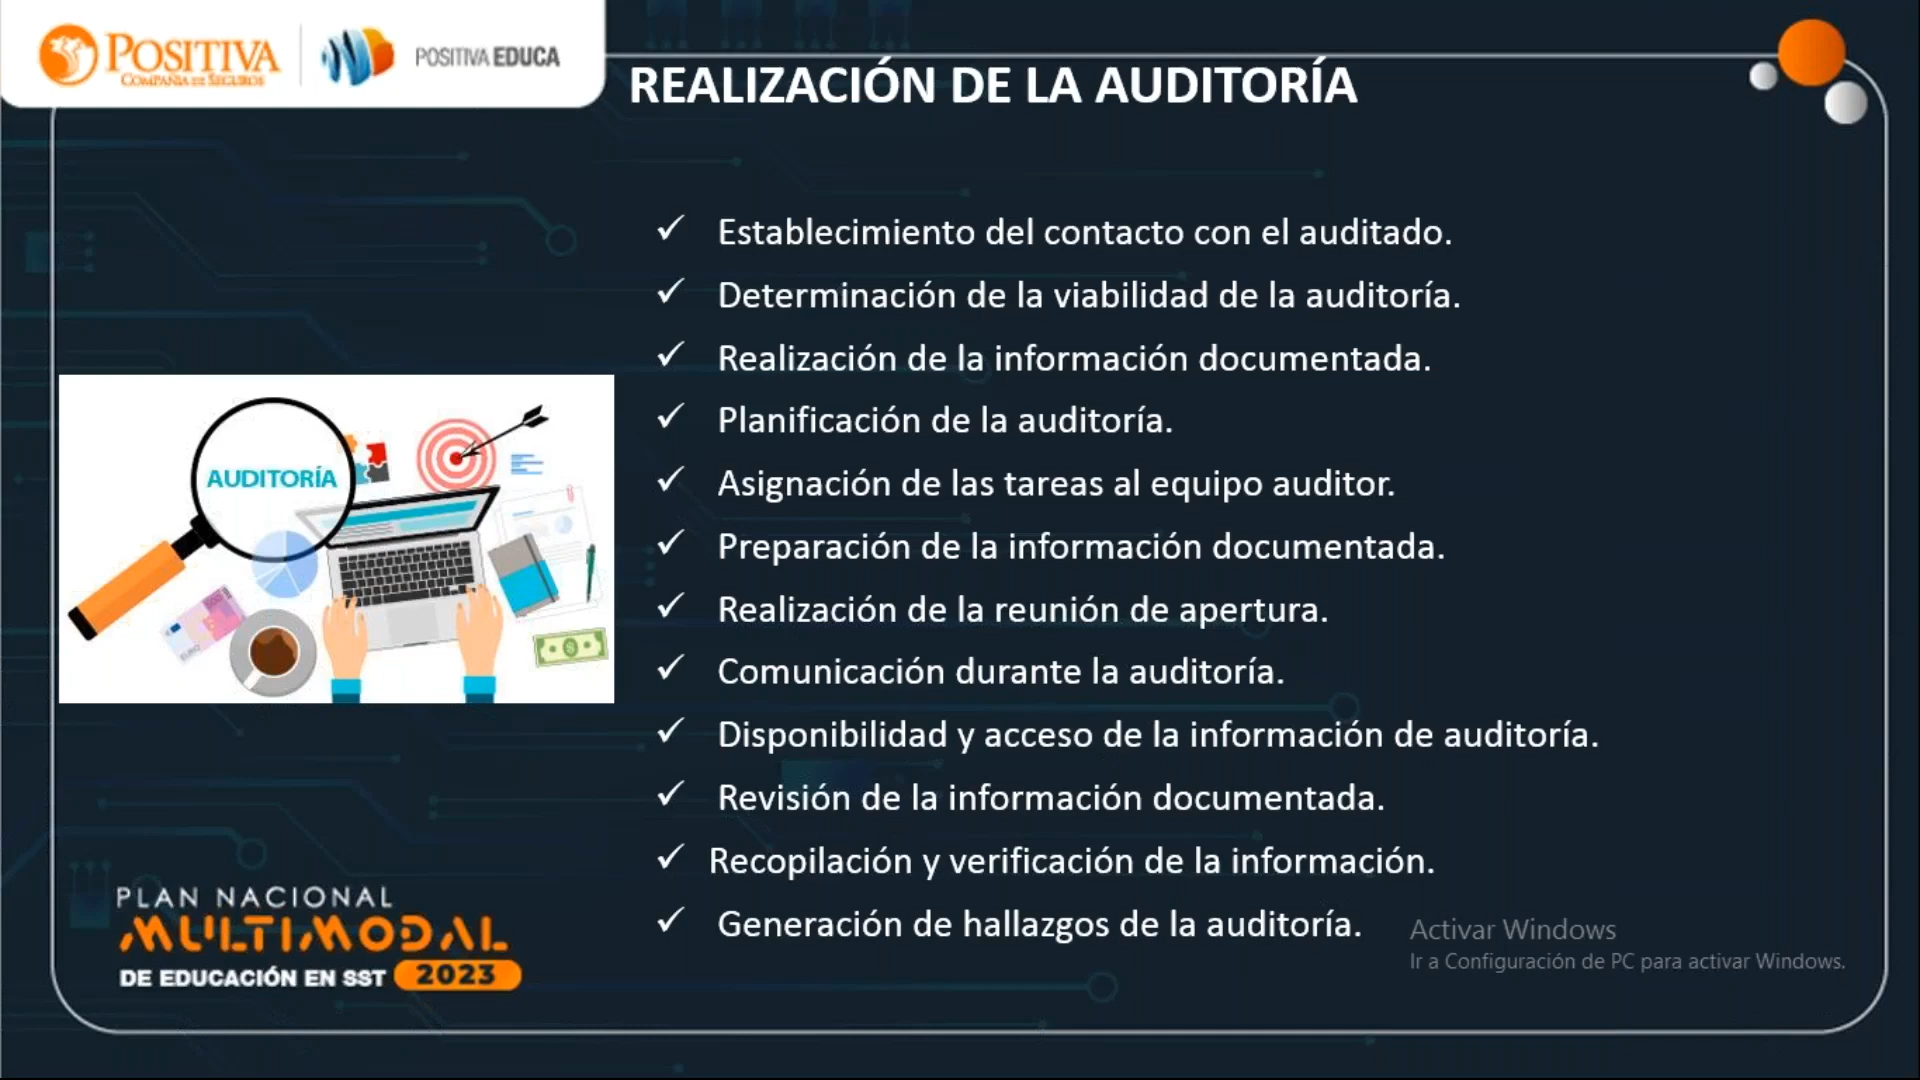 POSITIVA
COMPAÑIA DE SEGUROS
POSITIVA EDUCA
REALIZACIÓN DE LA AUDITORÍA
✓ Establecimiento del contacto con el auditado.
✓ Determinación de la viabilidad de la auditoría.
✓ Realización de la información documentada.
✓ Planificación de la auditoría.
✓ Asignación de las tareas al equipo auditor.
✓ Preparación de la información documentada.
✓ Realización de la reunión de apertura.
✓ Comunicación durante la auditoría.
✓ Disponibilidad y acceso de la información de auditoría.
✓ Revisión de la información documentada.
✓ Recopilación y verificación de la información.
✓ Generación de hallazgos de la auditoría.
AUDITORÍA
PLAN NACIONAL
MULTIMODAL
DE EDUCACIÓN EN SST 2023
Activar Windows
Ir a Configuración de PC para activar Windows.